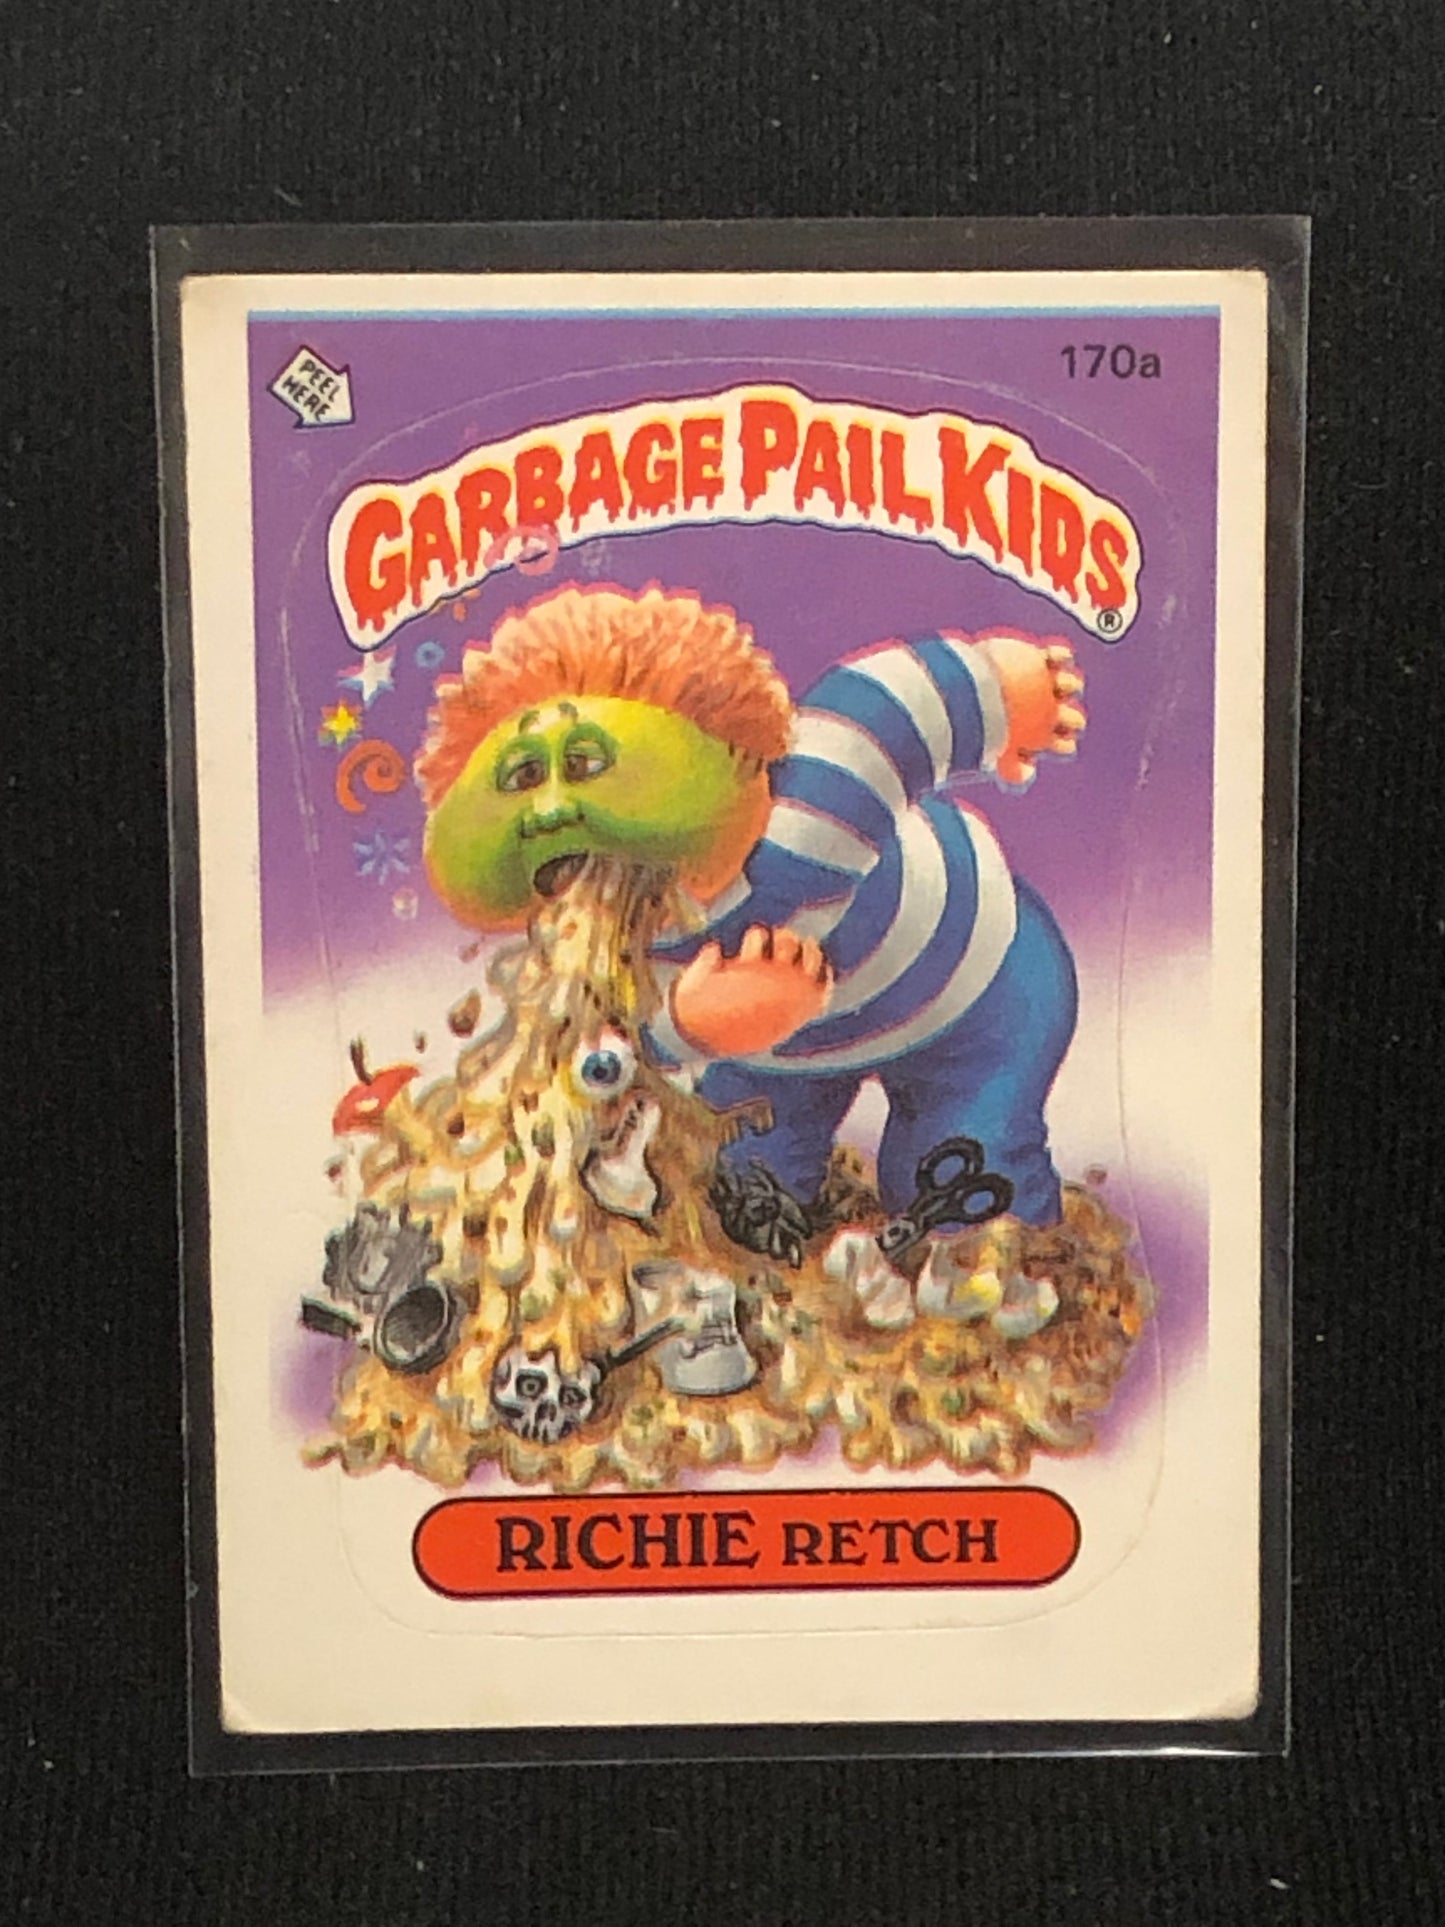 PEEL
HERE
170a
GARBAGE PAIL KIDS
®
RICHIE RETCH